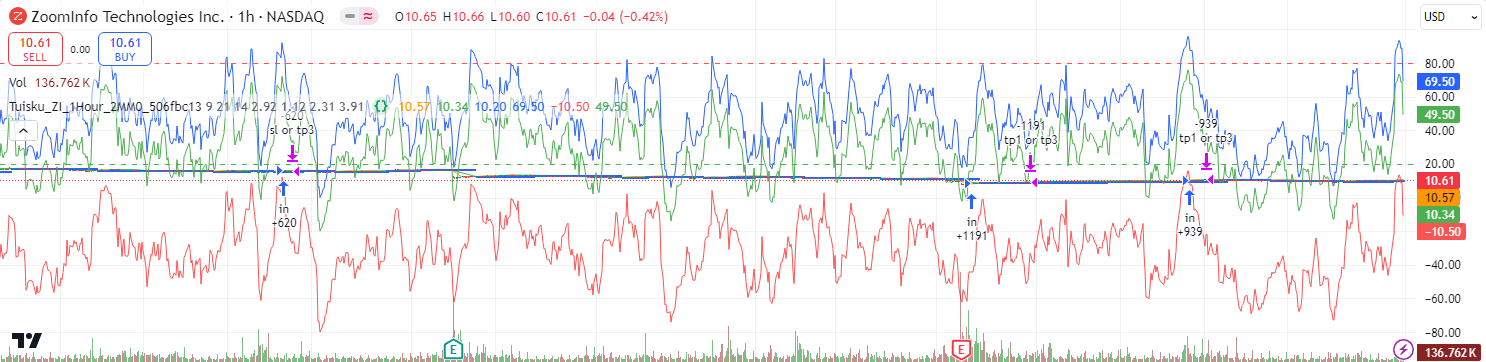 ZoomInfo Technologies Inc. · 1h · NASDAQ O10.65 H10.66 L10.60 C10.61 −0.04 (−0.42%)
USD
10.61 SELL
0.00
10.61 BUY
Vol 136.762 K
Tuisku_ZI_1Hour_2MM0_506fbc13 9 21 14 2.92 1.12 2.31 3.91 {} 10.57 10.34 10.20 69.50 −10.50 49.50
-620
sl or tp3
in
+620
-1191
tp1 or tp3
in
+1191
-939
tp1 or tp3
in
+939
80.00
69.50
60.00
49.50
40.00
20.00
10.61
10.57
10.34
−10.50
−40.00
−60.00
−80.00
136.762 K
E
E